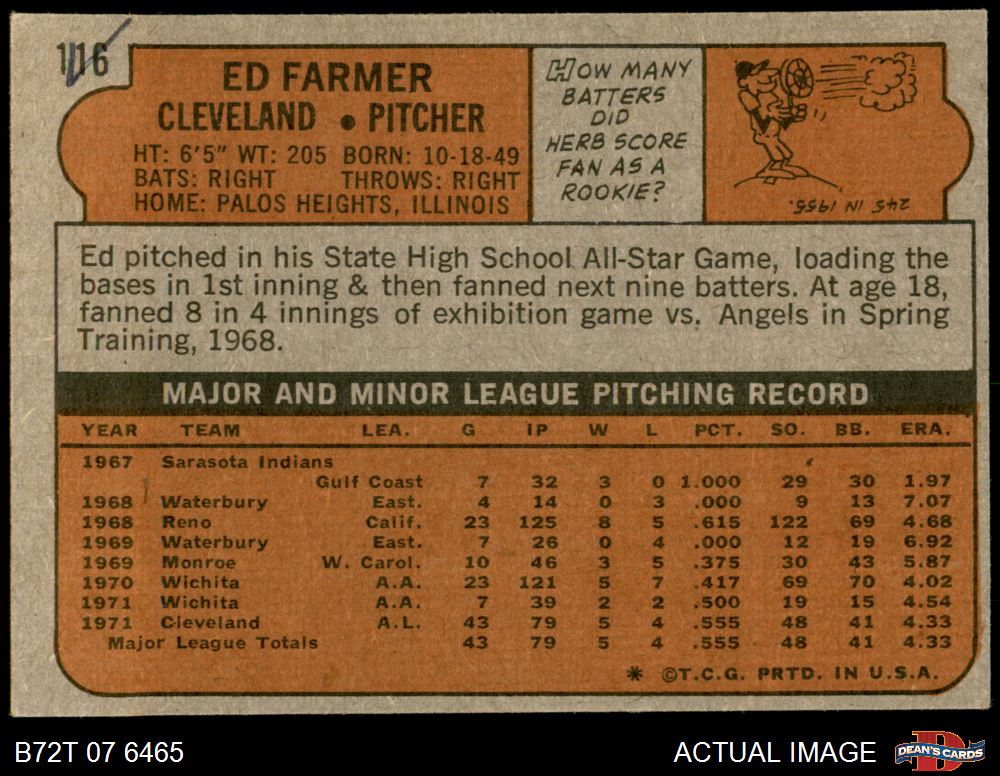 116
ED FARMER
CLEVELAND • PITCHER
HT: 6'5" WT: 205 BORN: 10-18-49
BATS: RIGHT THROWS: RIGHT
HOME: PALOS HEIGHTS, ILLINOIS
HOW MANY
BATTERS
DID
HERB SCORE
FAN AS A
ROOKIE?
245 IN 1955.
Ed pitched in his State High School All-Star Game, loading the
bases in 1st inning & then fanned next nine batters. At age 18,
fanned 8 in 4 innings of exhibition game vs. Angels in Spring
Training, 1968.
MAJOR AND MINOR LEAGUE PITCHING RECORD
YEAR TEAM LEA. G IP W L PCT. SO. BB. ERA.
1967 Sarasota Indians
Gulf Coast 7 32 3 0 1.000 29 30 1.97
1968 Waterbury East. 4 14 0 3 .000 9 13 7.07
1968 Reno Calif. 23 125 8 5 .615 122 69 4.68
1969 Waterbury East. 7 26 0 4 .000 12 19 6.92
1969 Monroe W. Carol. 10 46 3 5 .375 30 43 5.87
1970 Wichita A.A. 23 121 5 7 .417 69 70 4.02
1971 Wichita A.A. 7 39 2 2 .500 19 15 4.54
1971 Cleveland A.L. 43 79 5 4 .555 48 41 4.33
Major League Totals 43 79 5 4 .555 48 41 4.33
* ©T.C.G. PRTD. IN U.S.A.
B72T 07 6465
ACTUAL IMAGE
DEAN'S CARDS